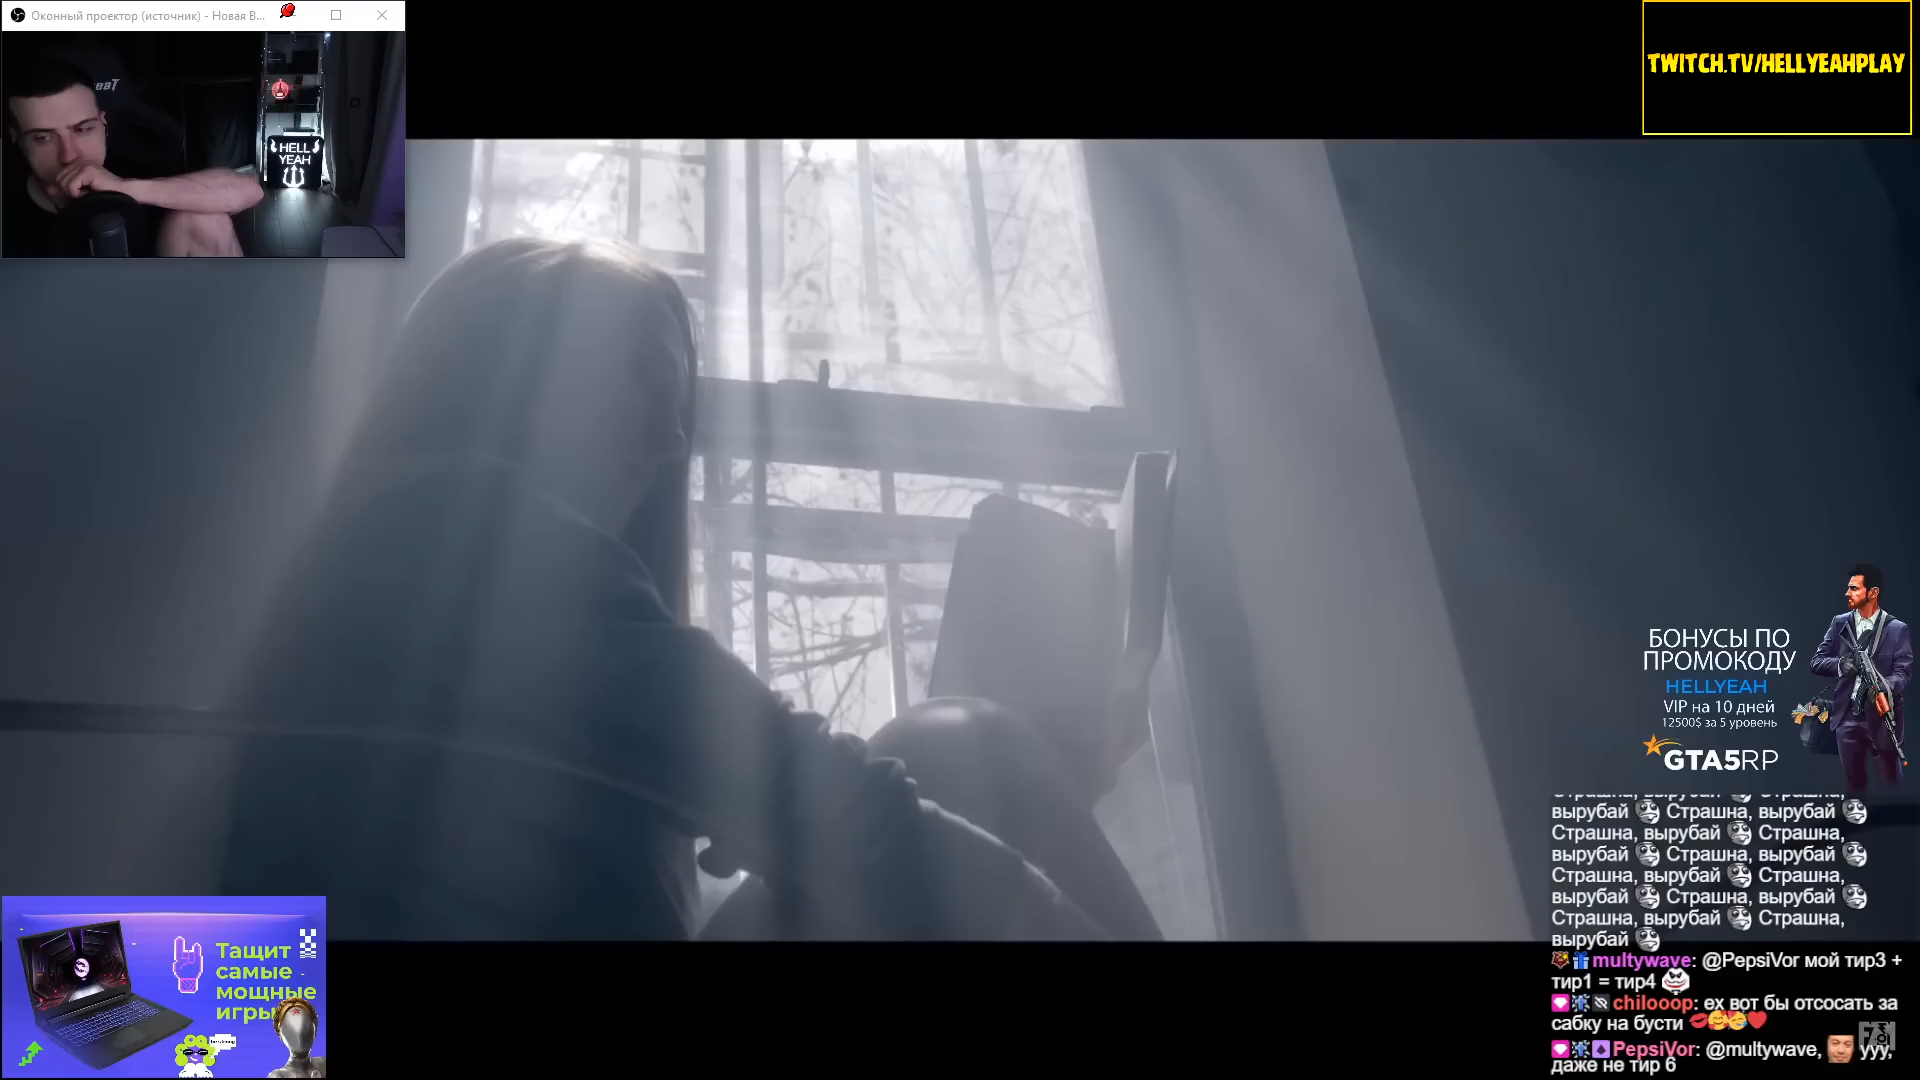 Оконный проектор (источник) - Новая В...
HELL
YEAH
TWITCH.TV/HELLYEAHPLAY
БОНУСЫ ПО
ПРОМОКОДУ
HELLYEAH
VIP на 10 дней
12500$ за 5 уровень
GTA5RP
Страшна, вырубай Страшна,
вырубай Страшна, вырубай
Страшна, вырубай Страшна,
вырубай Страшна, вырубай
Страшна, вырубай Страшна,
вырубай Страшна, вырубай
Страшна, вырубай Страшна,
вырубай
multywave: @PepsiVor мой тир3 +
тир1 = тир4
chilooop: ех вот бы отсосать за
сабку на бусти
PepsiVor: @multywave, ууу,
даже не тир 6
Тащит
самые
мощные
игры